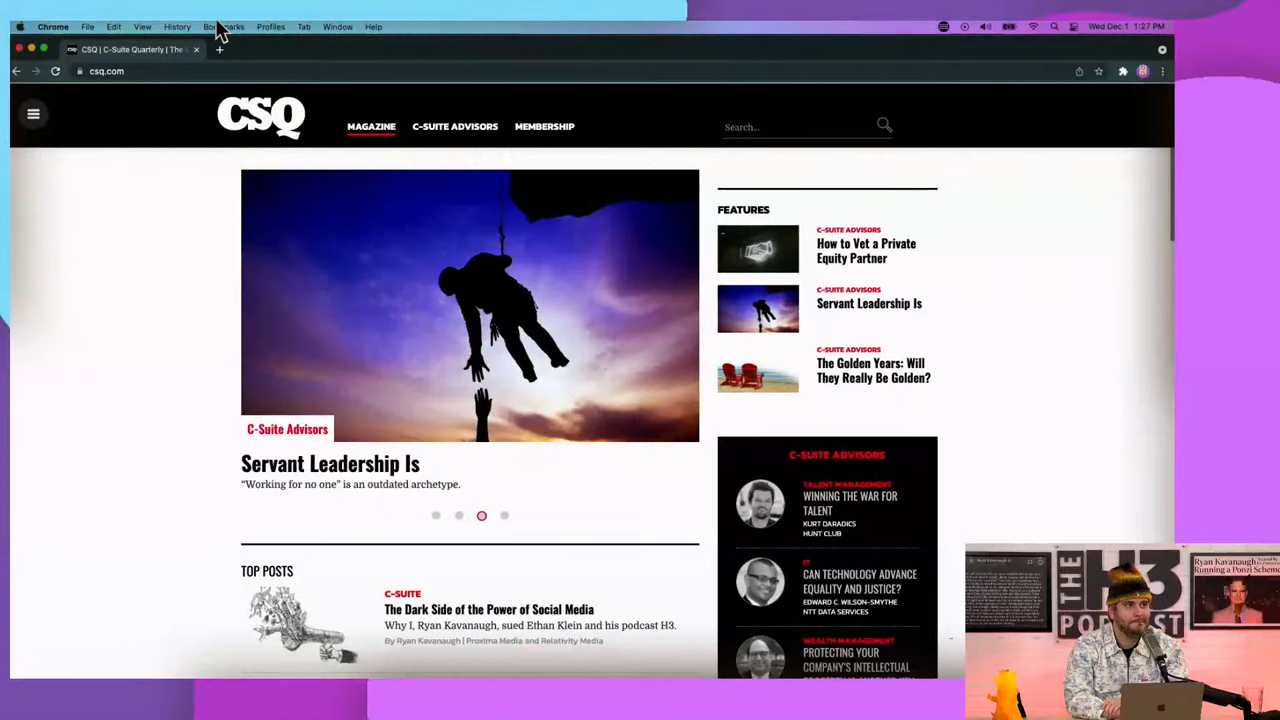 Chrome File Edit View History Bookmarks Profiles Tab Window Help
Wed Dec 1 1:27 PM
CSQ | C-Suite Quarterly | The
csq.com
CSQ
MAGAZINE C-SUITE ADVISORS MEMBERSHIP
Search...
C-Suite Advisors
Servant Leadership Is
“Working for no one” is an outdated archetype.
TOP POSTS
C-SUITE
The Dark Side of the Power of Social Media
Why I, Ryan Kavanaugh, sued Ethan Klein and his podcast H3.
By Ryan Kavanaugh | Proxima Media and Relativity Media
FEATURES
C-SUITE ADVISORS
How to Vet a Private
Equity Partner
C-SUITE ADVISORS
Servant Leadership Is
C-SUITE ADVISORS
The Golden Years: Will
They Really Be Golden?
C-SUITE ADVISORS
TALENT MANAGEMENT
WINNING THE WAR FOR
TALENT
KURT DARADICS
HUNT CLUB
IT
CAN TECHNOLOGY ADVANCE
EQUALITY AND JUSTICE?
EDWARD C. WILSON-SMYTHE
NTT DATA SERVICES
WEALTH MANAGEMENT
PROTECTING YOUR
COMPANY'S INTELLECTUAL
THE
PODCAST
Ryan Kavanaugh
Running a Ponzi Scheme